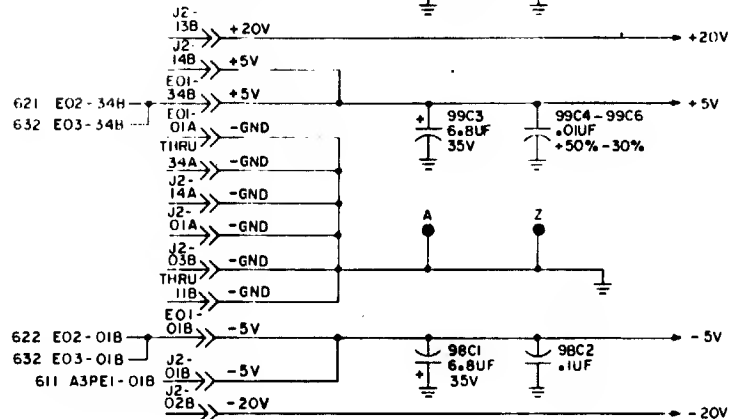 J2-
13B +20V +20V
J2-
14B +5V
E01-
621 E02-34B 34B +5V +5V
632 E03-34B E01-
01A -GND
THRU
34A -GND
J2-
14A -GND
J2-
01A -GND
J2-
03B -GND
THRU
11B -GND
99C3
6.8UF
35V
99C4-99C6
.01UF
+50% -30%
A Z
E01-
622 E02-01B 01B -5V -5V
632 E03-01B J2-
611 A3PE1-01B 01B -5V
J2-
02B -20V -20V
98C1
6.8UF
35V
98C2
.1UF